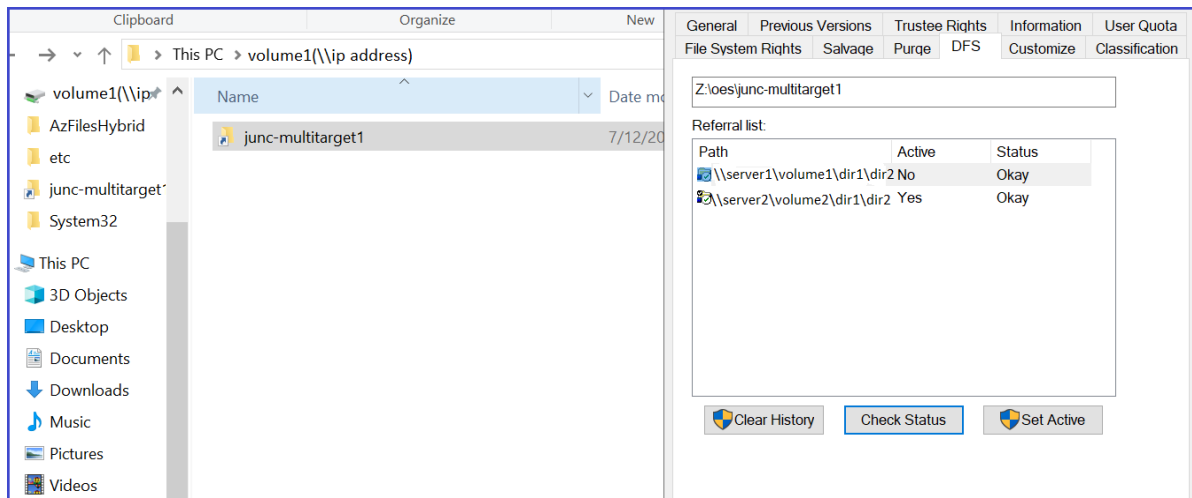 Clipboard
Organize
New
This PC > volume1(\\ip address)
volume1(\\ip
AzFilesHybrid
etc
junc-multitarget1
System32
This PC
3D Objects
Desktop
Documents
Downloads
Music
Pictures
Videos
Name
Date mo
junc-multitarget1
7/12/20
General Previous Versions Trustee Rights Information User Quota
File System Rights Salvage Purge DFS Customize Classification
Z:\oes\junc-multitarget1
Referral list:
Path Active Status
\\server1\volume1\dir1\dir2 No Okay
\\server2\volume2\dir1\dir2 Yes Okay
Clear History Check Status Set Active